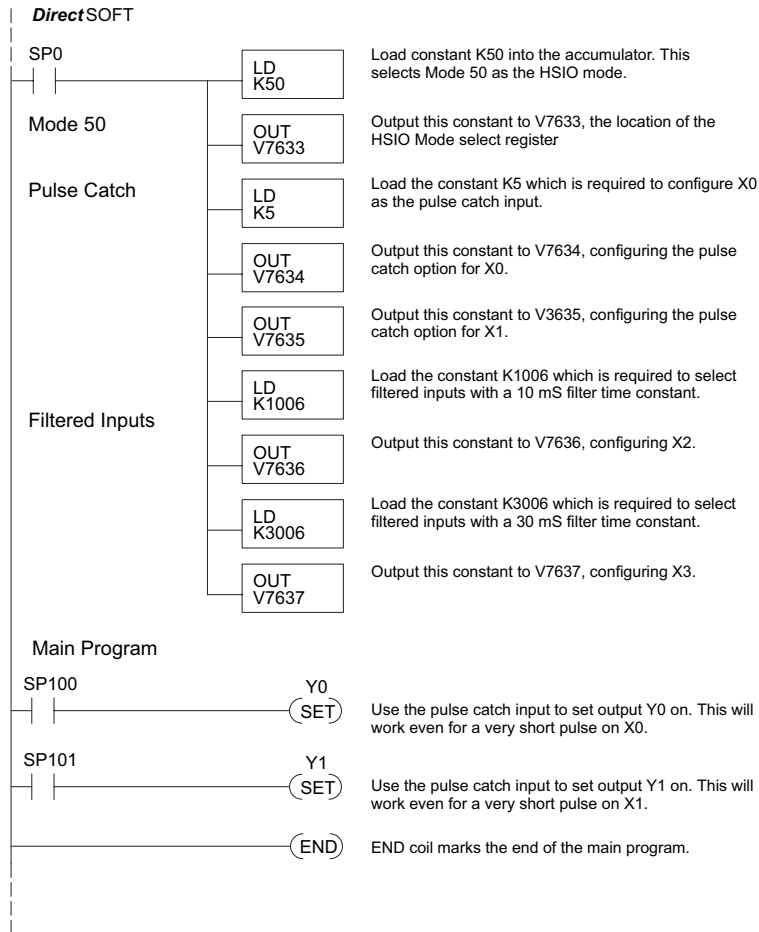 DirectSOFT
SP0
LD
K50
Load constant K50 into the accumulator. This
selects Mode 50 as the HSIO mode.
Mode 50
OUT
V7633
Output this constant to V7633, the location of the
HSIO Mode select register
Pulse Catch
LD
K5
Load the constant K5 which is required to configure X0
as the pulse catch input.
OUT
V7634
Output this constant to V7634, configuring the pulse
catch option for X0.
OUT
V7635
Output this constant to V3635, configuring the pulse
catch option for X1.
LD
K1006
Load the constant K1006 which is required to select
filtered inputs with a 10 mS filter time constant.
Filtered Inputs
OUT
V7636
Output this constant to V7636, configuring X2.
LD
K3006
Load the constant K3006 which is required to select
filtered inputs with a 30 mS filter time constant.
OUT
V7637
Output this constant to V7637, configuring X3.
Main Program
SP100
Y0
SET
Use the pulse catch input to set output Y0 on. This will
work even for a very short pulse on X0.
SP101
Y1
SET
Use the pulse catch input to set output Y1 on. This will
work even for a very short pulse on X1.
END
END coil marks the end of the main program.